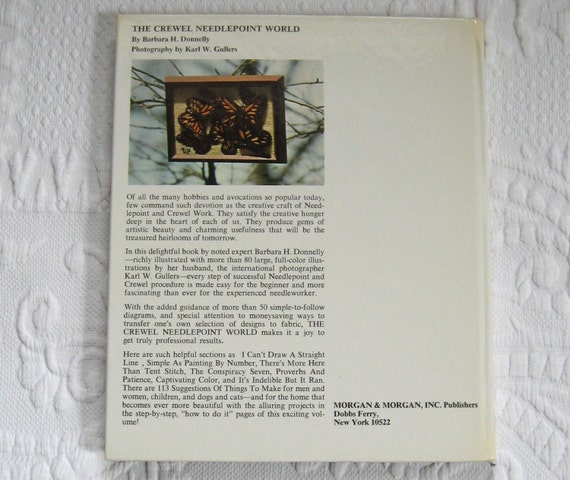 THE CREWEL NEEDLEPOINT WORLD
By Barbara H. Donnelly
Photography by Karl W. Gullers
Of all the many hobbies and avocations so popular today,
few command such devotion as the creative craft of Need-
lepoint and Crewel Work. They satisfy the creative hunger
deep in the heart of each of us. They produce gems of
artistic beauty and charming usefulness that will be the
treasured heirlooms of tomorrow.
In this delightful book by noted expert Barbara H. Donnelly
—richly illustrated with more than 80 large, full-color illus-
trations by her husband, the international photographer
Karl W. Gullers—every step of successful Needlepoint and
Crewel procedure is made easy for the beginner and more
fascinating than ever for the experienced needleworker.
With the added guidance of more than 50 simple-to-follow
diagrams, and special attention to moneysaving ways to
transfer one's own selection of designs to fabric, THE
CREWEL NEEDLEPOINT WORLD makes it a joy to
get truly professional results.
Here are such helpful sections as I Can't Draw A Straight
Line , Simple As Painting By Number, There's More Here
Than Tent Stitch, The Conspiracy Seven, Proverbs And
Patience, Captivating Color, and It's Indelible But It Ran.
There are 113 Suggestions Of Things To Make for men and
women, children, and dogs and cats—and for the home that
becomes ever more beautiful with the alluring projects in
the step-by-step, "how to do it" pages of this exciting vol-
ume!
MORGAN & MORGAN, INC. Publishers
Dobbs Ferry,
New York 10522